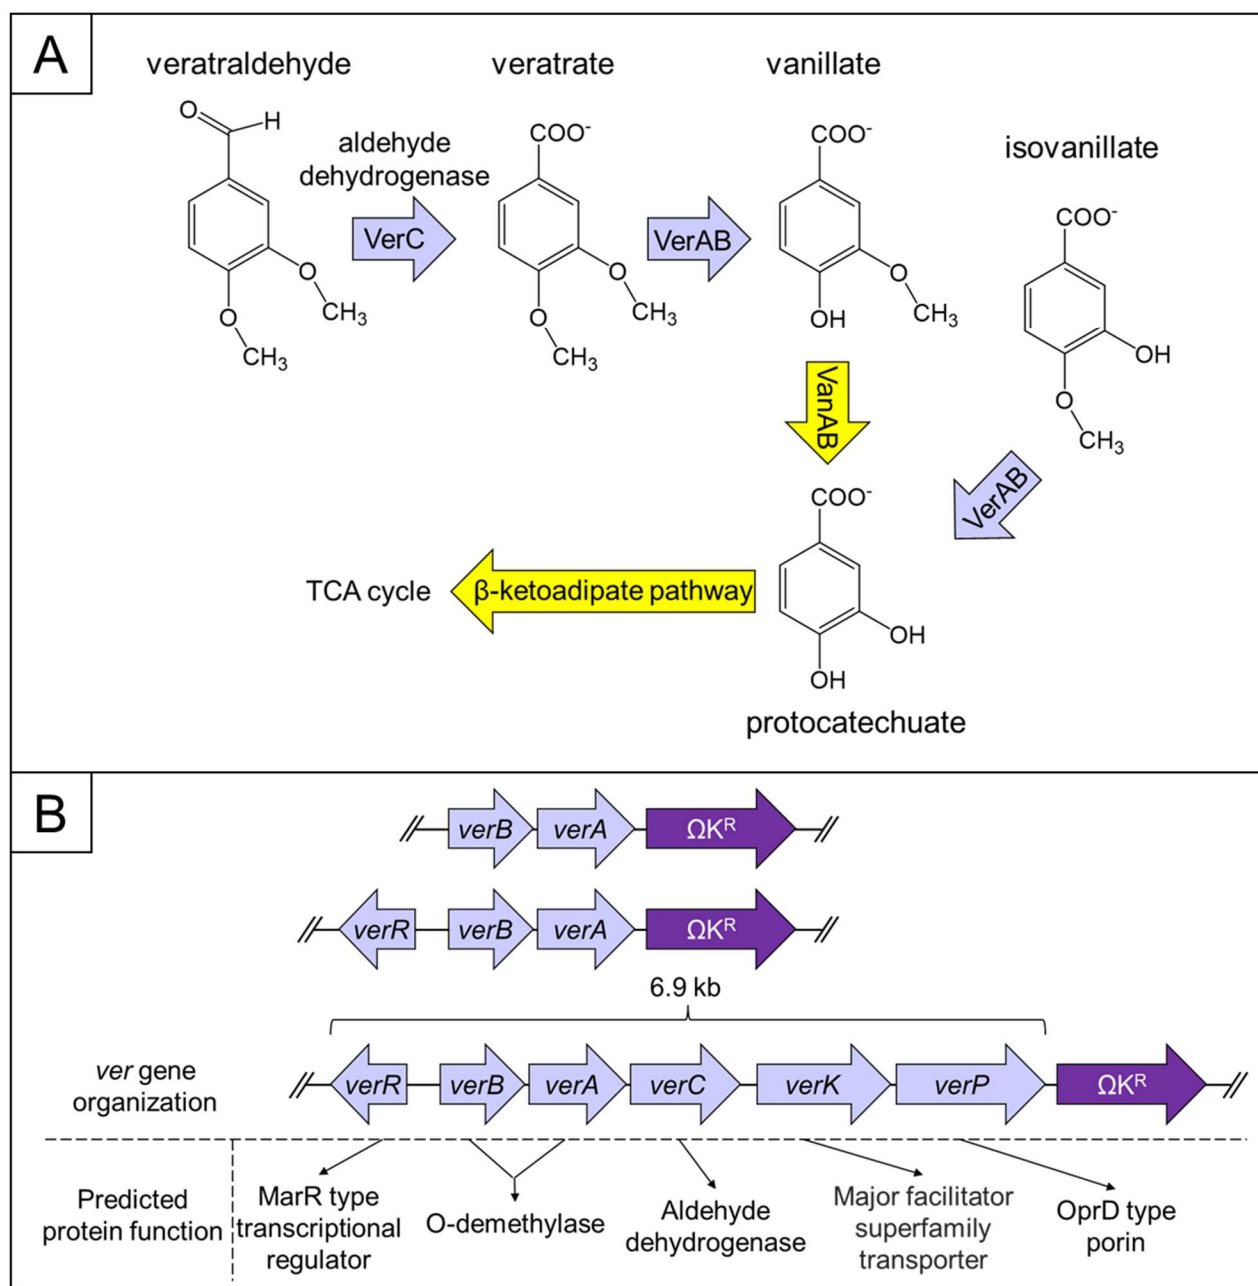 A
veratraldehyde
veratrate
vanillate
isovanillate
O
H
O
CH₃
O
CH₃
aldehyde
dehydrogenase
VerC
COO⁻
O
CH₃
O
CH₃
VerAB
COO⁻
O
CH₃
OH
COO⁻
OH
O
CH₃
VanAB
VerAB
COO⁻
OH
OH
protocatechuate
β-ketoadipate pathway
TCA cycle
B
verB verA ΩKᴿ
verR verB verA ΩKᴿ
6.9 kb
ver gene
organization
verR verB verA verC verK verP ΩKᴿ
Predicted
protein function
MarR type
transcriptional
regulator
O-demethylase
Aldehyde
dehydrogenase
Major facilitator
superfamily
transporter
OprD type
porin